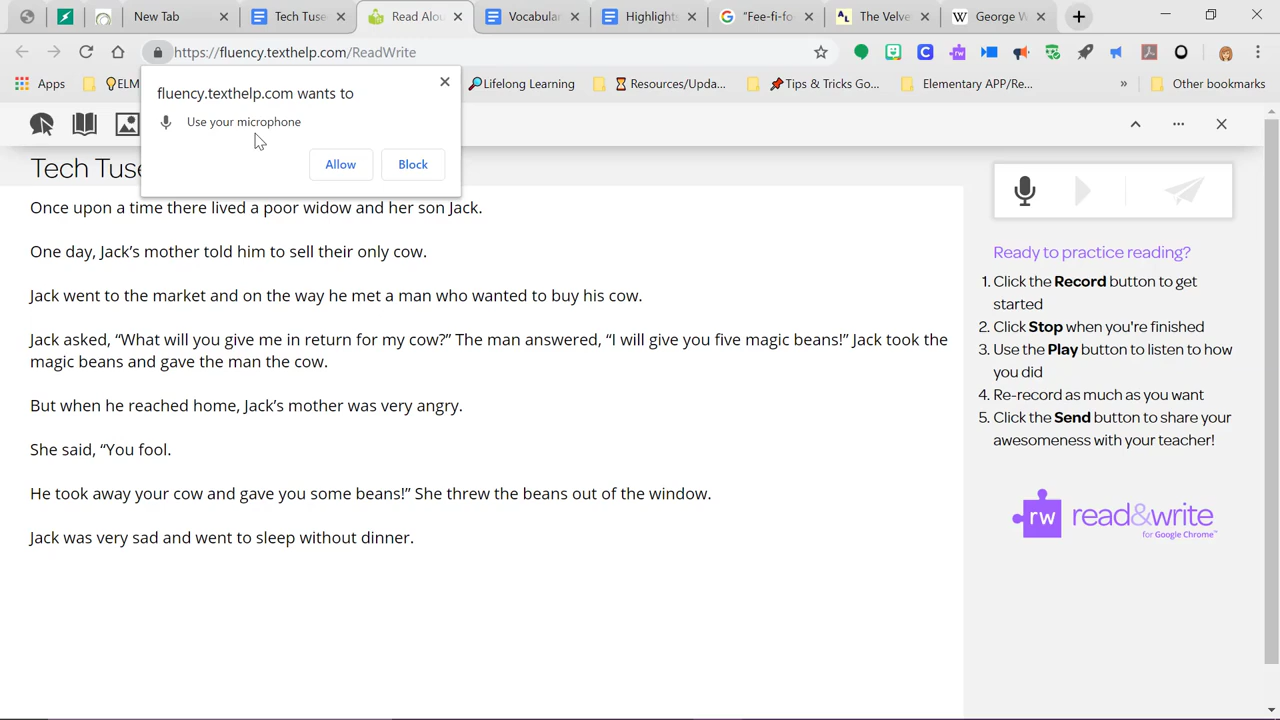 New Tab
Tech Tuse
Read Alou
Vocabula
Highlights
"Fee-fi-fo
AL
The Velve
W
George W
https://fluency.texthelp.com/ReadWrite
Apps
ELM
Lifelong Learning
Resources/Upda...
Tips & Tricks Go...
Elementary APP/Re
»
Other bookmarks
fluency.texthelp.com wants to
Use your microphone
Allow
Block
Tech Tuse
Once upon a time there lived a poor widow and her son Jack.
One day, Jack’s mother told him to sell their only cow.
Jack went to the market and on the way he met a man who wanted to buy his cow.
Jack asked, “What will you give me in return for my cow?” The man answered, “I will give you five magic beans!” Jack took the
magic beans and gave the man the cow.
But when he reached home, Jack’s mother was very angry.
She said, “You fool.
He took away your cow and gave you some beans!” She threw the beans out of the window.
Jack was very sad and went to sleep without dinner.
Ready to practice reading?
1. Click the Record button to get
started
2. Click Stop when you're finished
3. Use the Play button to listen to how
you did
4. Re-record as much as you want
5. Click the Send button to share your
awesomeness with your teacher!
rw read&write
for Google Chrome™